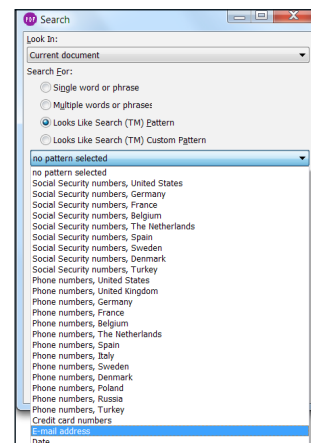 PDF Search
Look In:
Current document
Search For:
Single word or phrase
Multiple words or phrases
Looks Like Search (TM) Pattern
Looks Like Search (TM) Custom Pattern
no pattern selected
no pattern selected
Social Security numbers, United States
Social Security numbers, Germany
Social Security numbers, France
Social Security numbers, Belgium
Social Security numbers, The Netherlands
Social Security numbers, Spain
Social Security numbers, Sweden
Social Security numbers, Denmark
Social Security numbers, Turkey
Phone numbers, United States
Phone numbers, United Kingdom
Phone numbers, Germany
Phone numbers, France
Phone numbers, Belgium
Phone numbers, The Netherlands
Phone numbers, Spain
Phone numbers, Italy
Phone numbers, Sweden
Phone numbers, Denmark
Phone numbers, Poland
Phone numbers, Russia
Phone numbers, Turkey
Credit card numbers
E-mail address
Date